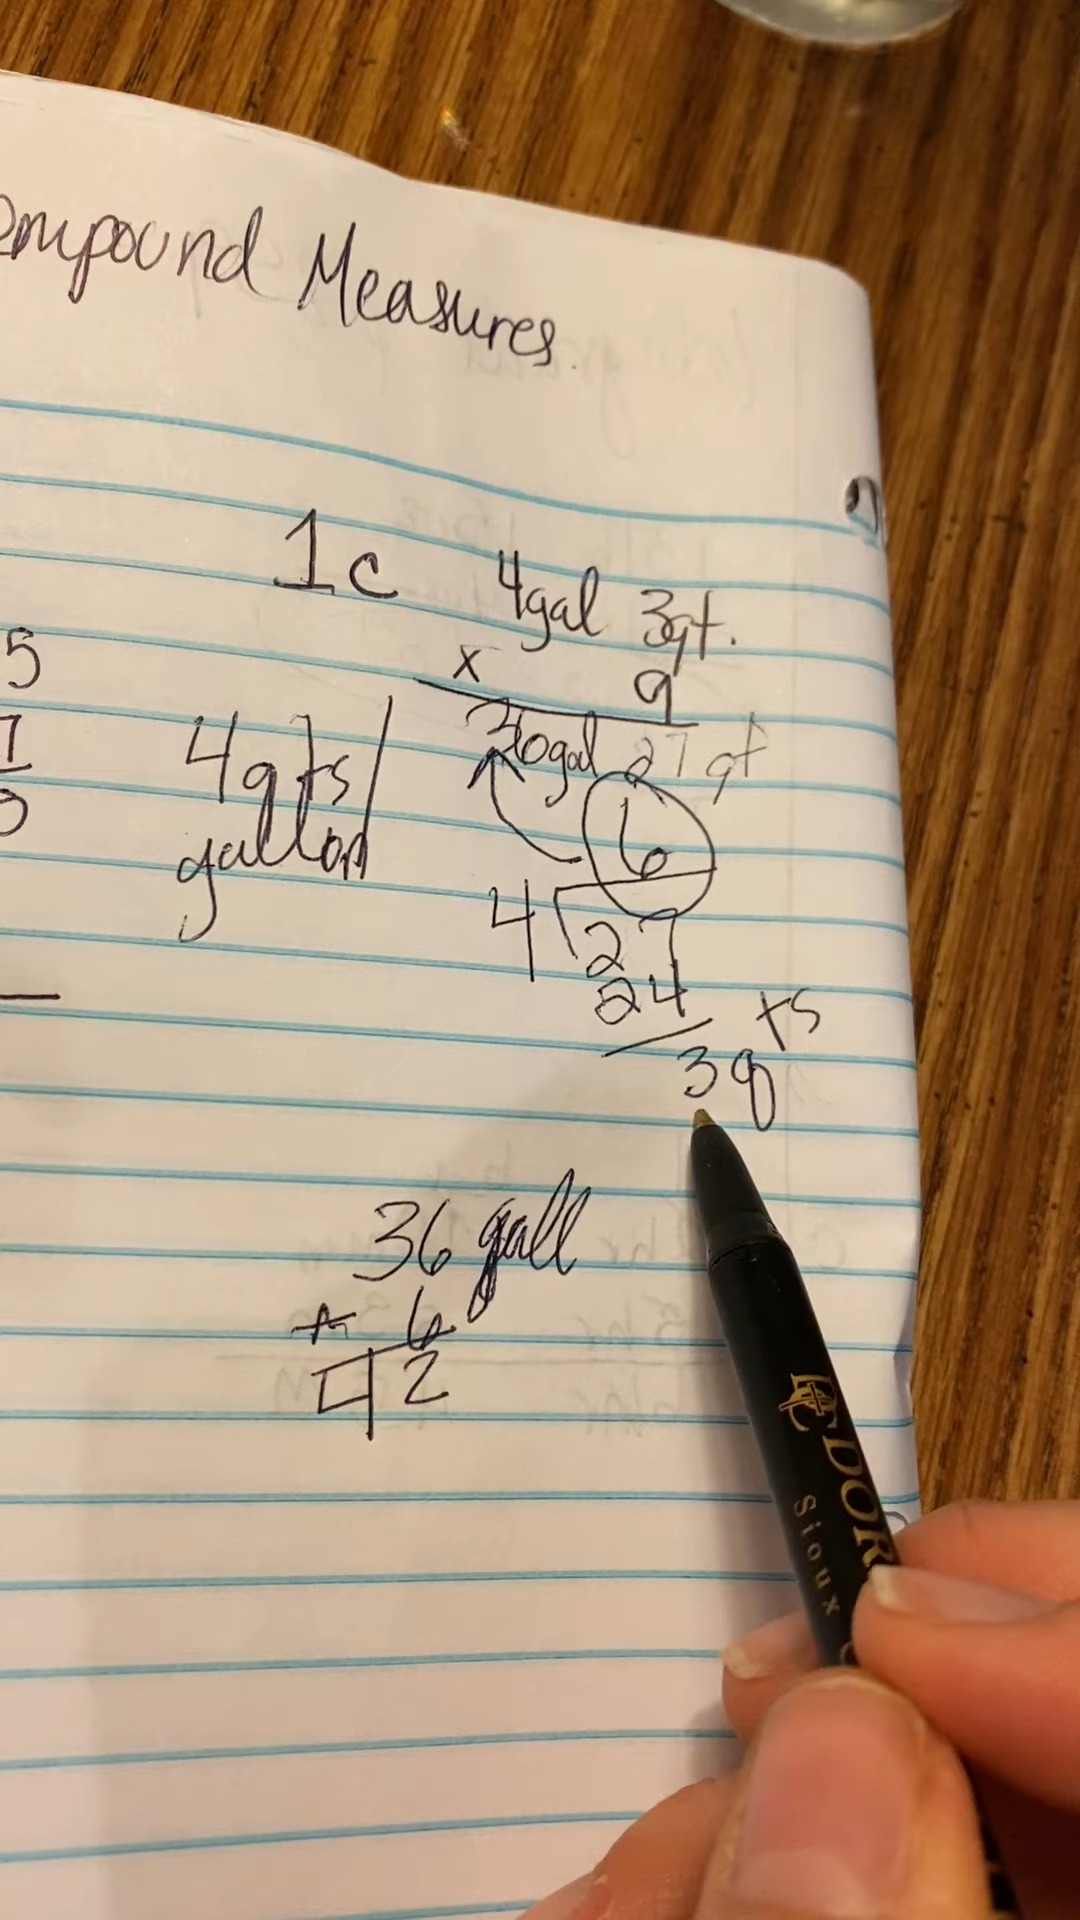 ompound Measures.
1c 4gal 3qt.
x 9
36gal 27qt
5
1
4qts/
gallon
6
4 27
24
3qts
36 gall
+ 6
42
DOR
Sioux